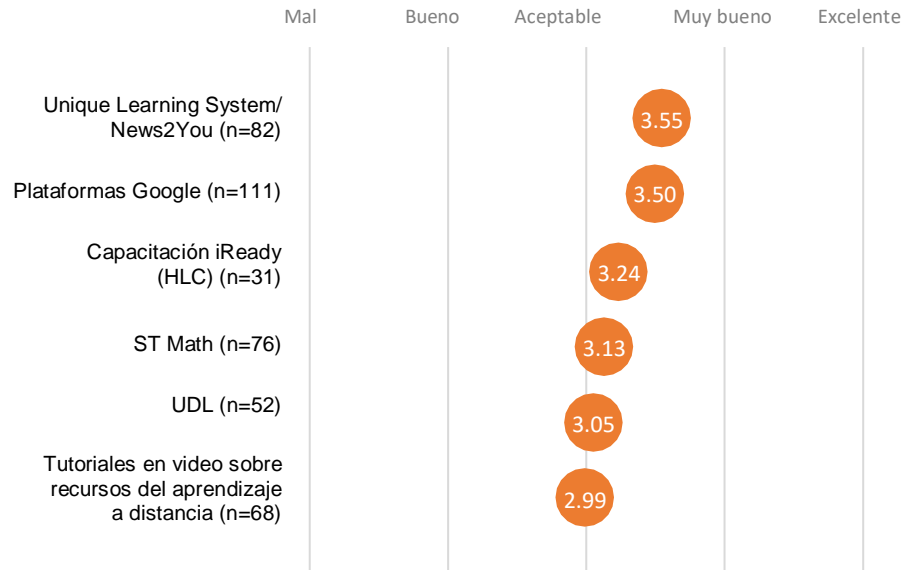 Mal Bueno Aceptable Muy bueno Excelente
Unique Learning System/
News2You (n=82)
3.55
Plataformas Google (n=111)
3.50
Capacitación iReady
(HLC) (n=31)
3.24
ST Math (n=76)
3.13
UDL (n=52)
3.05
Tutoriales en video sobre
recursos del aprendizaje
a distancia (n=68)
2.99